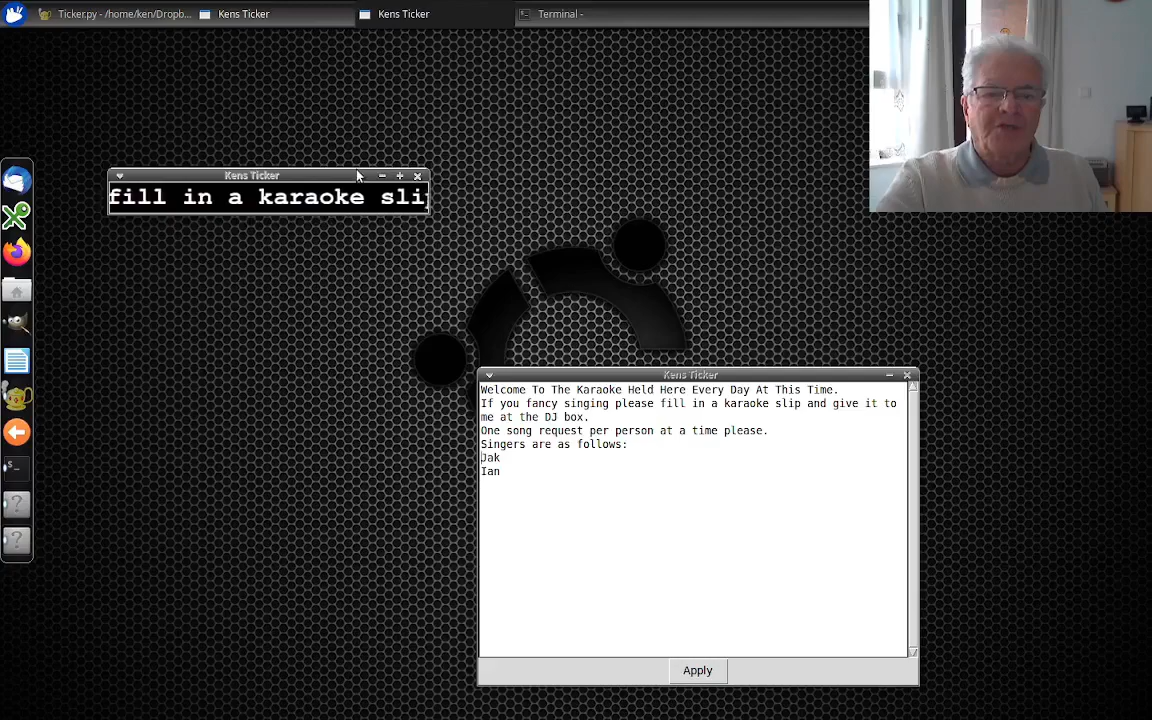 Ticker.py - /home/ken/Dropb...
Kens Ticker
Kens Ticker
Terminal -
Kens Ticker
fill in a karaoke slip
Kens Ticker
Welcome To The Karaoke Held Here Every Day At This Time.
If you fancy singing please fill in a karaoke slip and give it to
me at the DJ box.
One song request per person at a time please.
Singers are as follows:
Jak
Ian
Apply